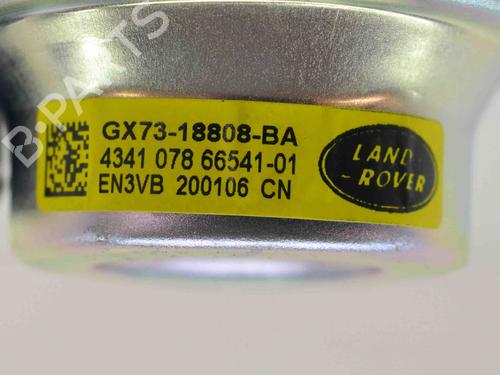 B-PARTS
GX73-18808-BA
4341 078 66541-01
EN3VB 200106 CN
LAND
-ROVER